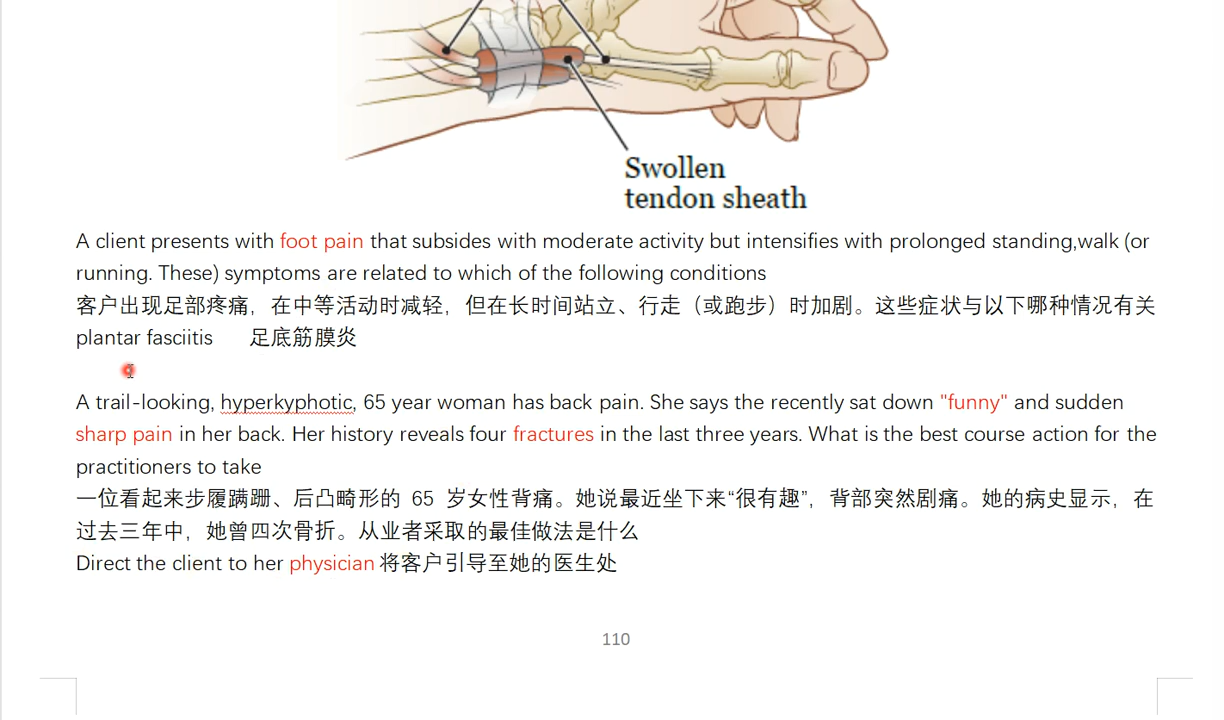 Swollen
tendon sheath
A client presents with foot pain that subsides with moderate activity but intensifies with prolonged standing,walk (or
running. These) symptoms are related to which of the following conditions
客户出现足部疼痛，在中等活动时减轻，但在长时间站立、行走（或跑步）时加剧。这些症状与以下哪种情况有关
plantar fasciitis 足底筋膜炎
A trail-looking, hyperkyphotic, 65 year woman has back pain. She says the recently sat down "funny" and sudden
sharp pain in her back. Her history reveals four fractures in the last three years. What is the best course action for the
practitioners to take
一位看起来步履蹒跚、后凸畸形的 65 岁女性背痛。她说最近坐下来“很有趣”，背部突然剧痛。她的病史显示，在
过去三年中，她曾四次骨折。从业者采取的最佳做法是什么
Direct the client to her physician 将客户引导至她的医生处
110